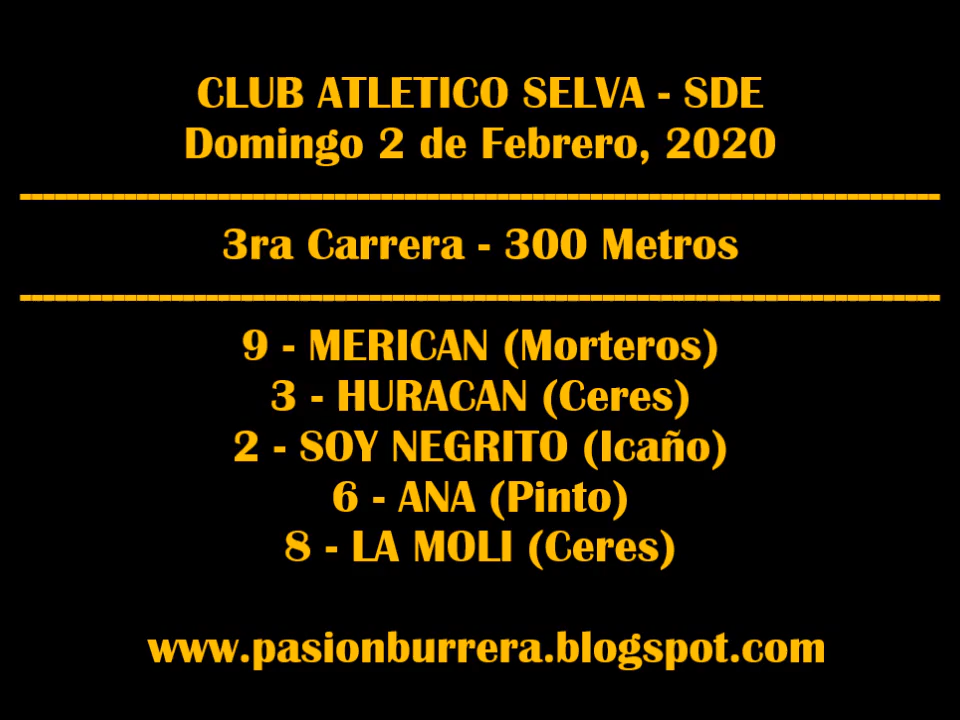 CLUB ATLETICO SELVA - SDE
Domingo 2 de Febrero, 2020
--------------------------------------------------------------------------------
3ra Carrera - 300 Metros
--------------------------------------------------------------------------------
9 - MERICAN (Morteros)
3 - HURACAN (Ceres)
2 - SOY NEGRITO (Icaño)
6 - ANA (Pinto)
8 - LA MOLI (Ceres)
www.pasionburrera.blogspot.com